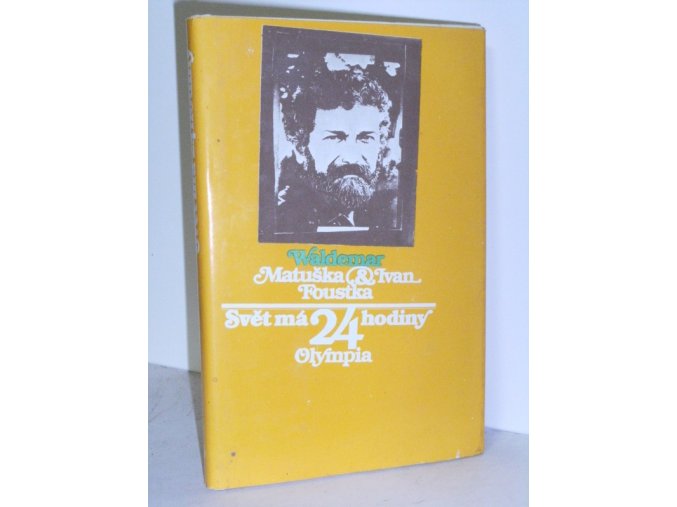 Waldemar
Matuška & Ivan
Foustka
Svět má 24 hodiny
Olympia